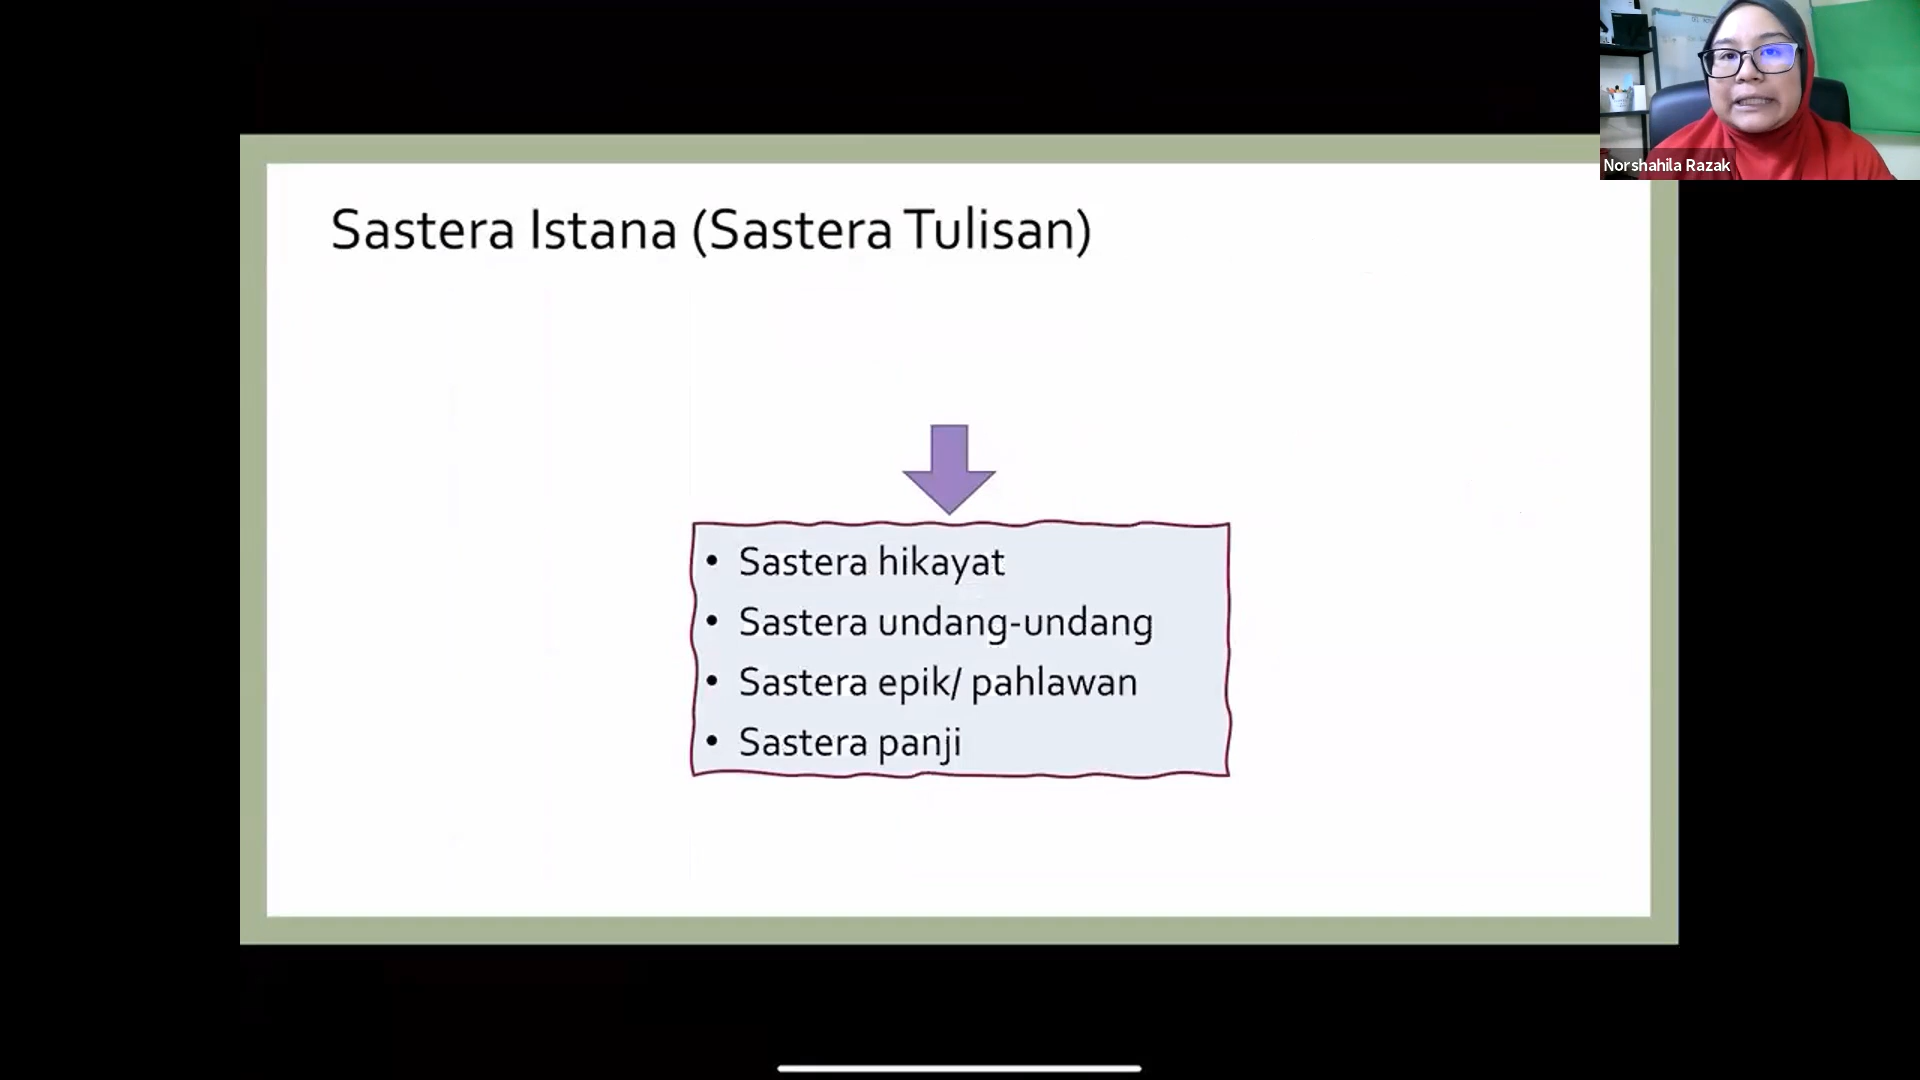 Norshahila Razak
Sastera Istana (Sastera Tulisan)
• Sastera hikayat
• Sastera undang-undang
• Sastera epik/ pahlawan
• Sastera panji